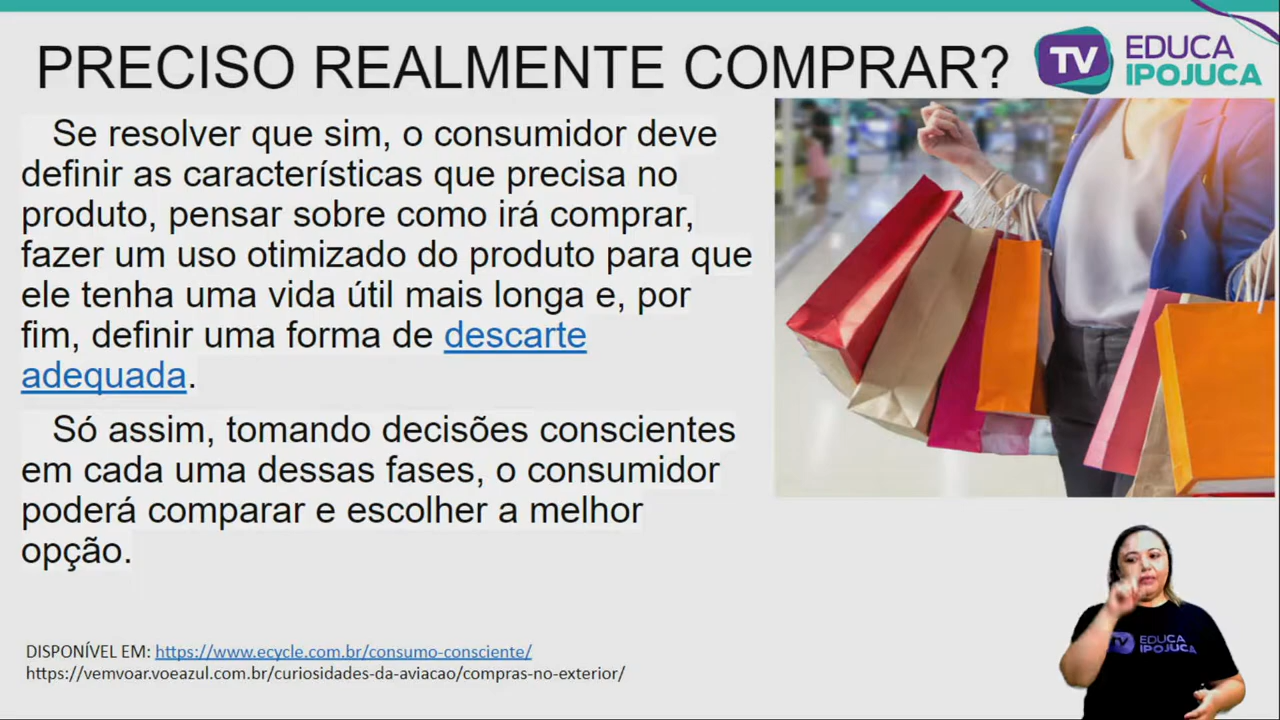 PRECISO REALMENTE COMPRAR?
TV EDUCA
IPOJUCA
Se resolver que sim, o consumidor deve
definir as características que precisa no
produto, pensar sobre como irá comprar,
fazer um uso otimizado do produto para que
ele tenha uma vida útil mais longa e, por
fim, definir uma forma de descarte
adequada.
Só assim, tomando decisões conscientes
em cada uma dessas fases, o consumidor
poderá comparar e escolher a melhor
opção.
DISPONÍVEL EM: https://www.ecycle.com.br/consumo-consciente/
https://vemvoar.voeazul.com.br/curiosidades-da-aviacao/compras-no-exterior/
TV EDUCA
IPOJUCA